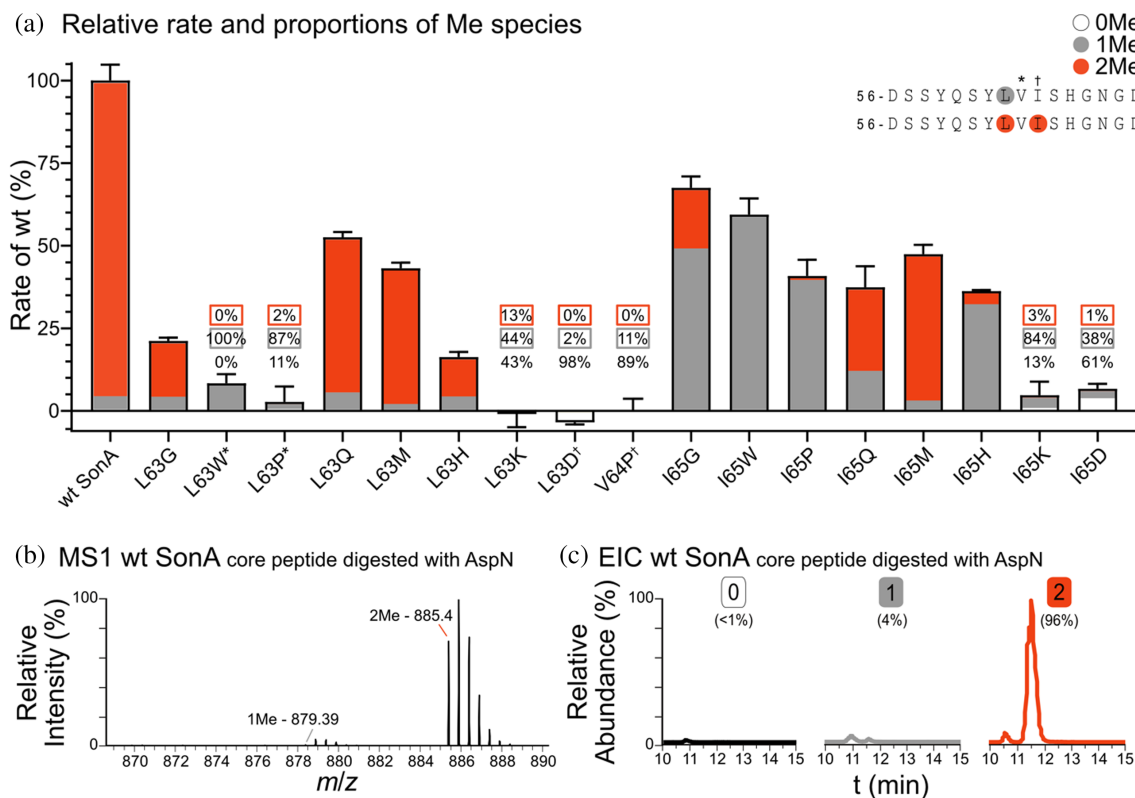 (a) Relative rate and proportions of Me species
0Me
1Me
2Me
* †
56-DSSYQSYLVISHGNGD
56-DSSYQSYLVISHGNGD
Rate of wt (%)
100
75
50
25
0
0% 2% 13% 0% 0% 3% 1%
100% 87% 44% 2% 11% 84% 38%
0% 11% 43% 98% 89% 13% 61%
wt SonA L63G L63W* L63P* L63Q L63M L63H L63K L63D† V64P† I65G I65W I65P I65Q I65M I65H I65K I65D
(b) MS1 wt SonA core peptide digested with AspN
Relative Intensity (%)
100
0
2Me - 885.4
1Me - 879.39
870 872 874 876 878 880 882 884 886 888 890
m/z
(c) EIC wt SonA core peptide digested with AspN
Relative Abundance (%)
100
0
0 1 2
(<1%) (4%) (96%)
10 11 12 13 14 15 10 11 12 13 14 15 10 11 12 13 14 15
t (min)